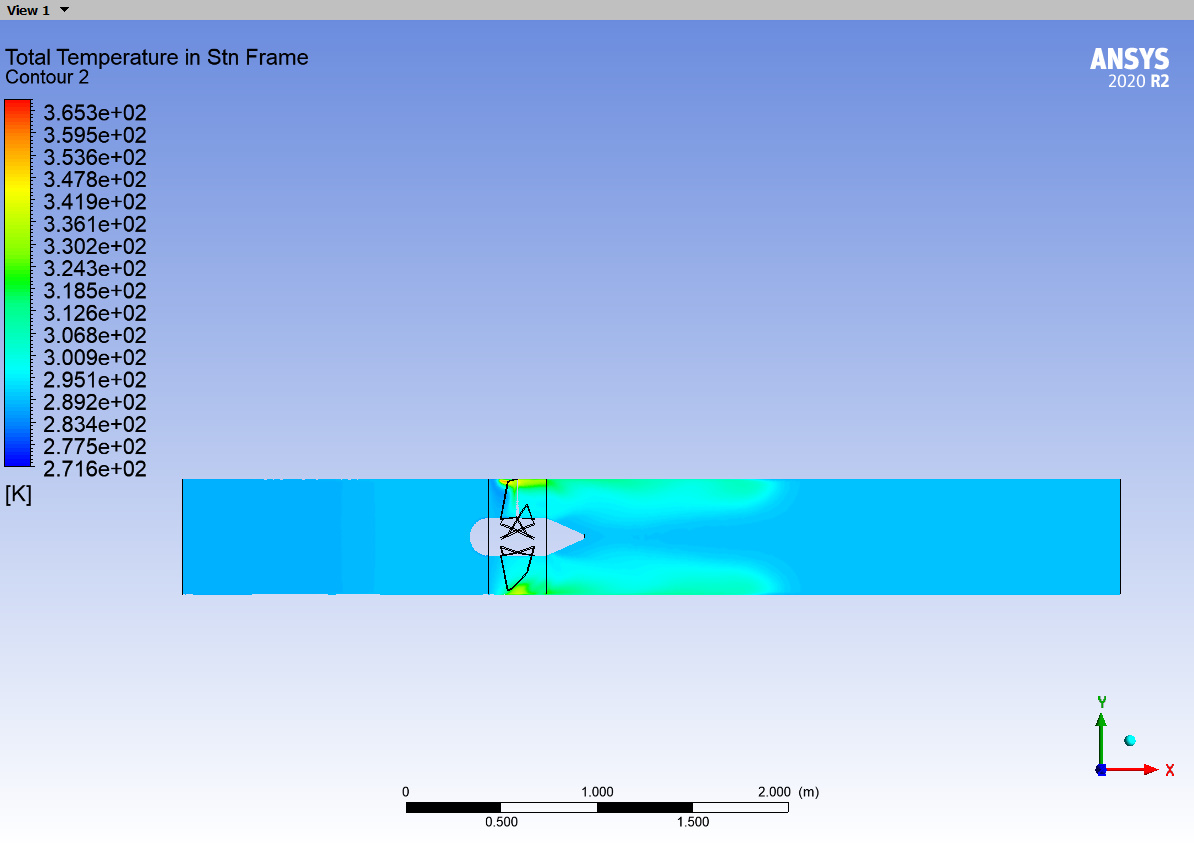 View 1
Total Temperature in Stn Frame
Contour 2
ANSYS
2020 R2
3.653e+02
3.595e+02
3.536e+02
3.478e+02
3.419e+02
3.361e+02
3.302e+02
3.243e+02
3.185e+02
3.126e+02
3.068e+02
3.009e+02
2.951e+02
2.892e+02
2.834e+02
2.775e+02
2.716e+02
[K]
Y
X
0 1.000 2.000 (m)
0.500 1.500